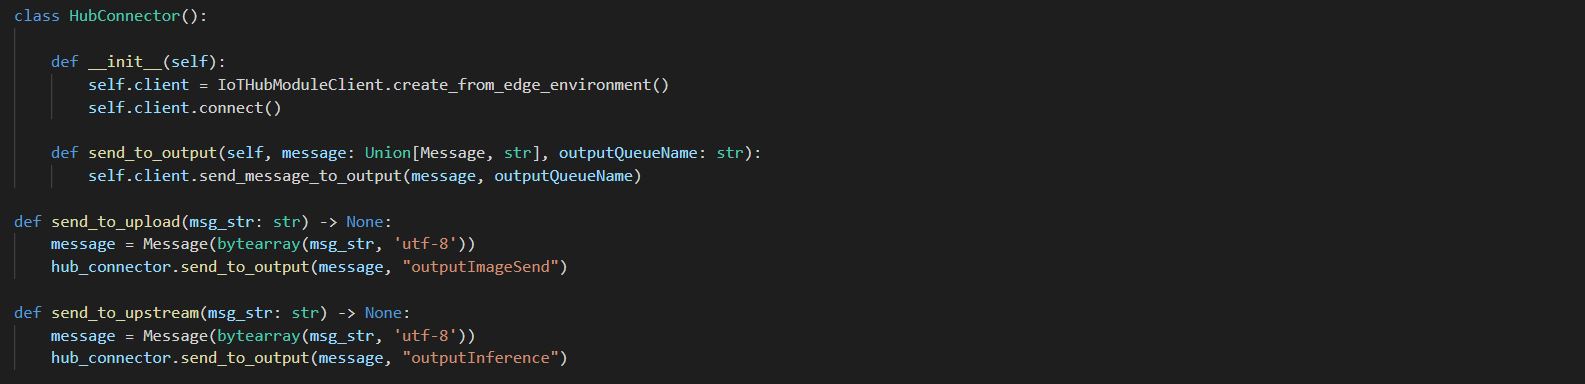 class HubConnector():
def __init__(self):
self.client = IoTHubModuleClient.create_from_edge_environment()
self.client.connect()
def send_to_output(self, message: Union[Message, str], outputQueueName: str):
self.client.send_message_to_output(message, outputQueueName)
def send_to_upload(msg_str: str) -> None:
message = Message(bytearray(msg_str, 'utf-8'))
hub_connector.send_to_output(message, "outputImageSend")
def send_to_upstream(msg_str: str) -> None:
message = Message(bytearray(msg_str, 'utf-8'))
hub_connector.send_to_output(message, "outputInference")